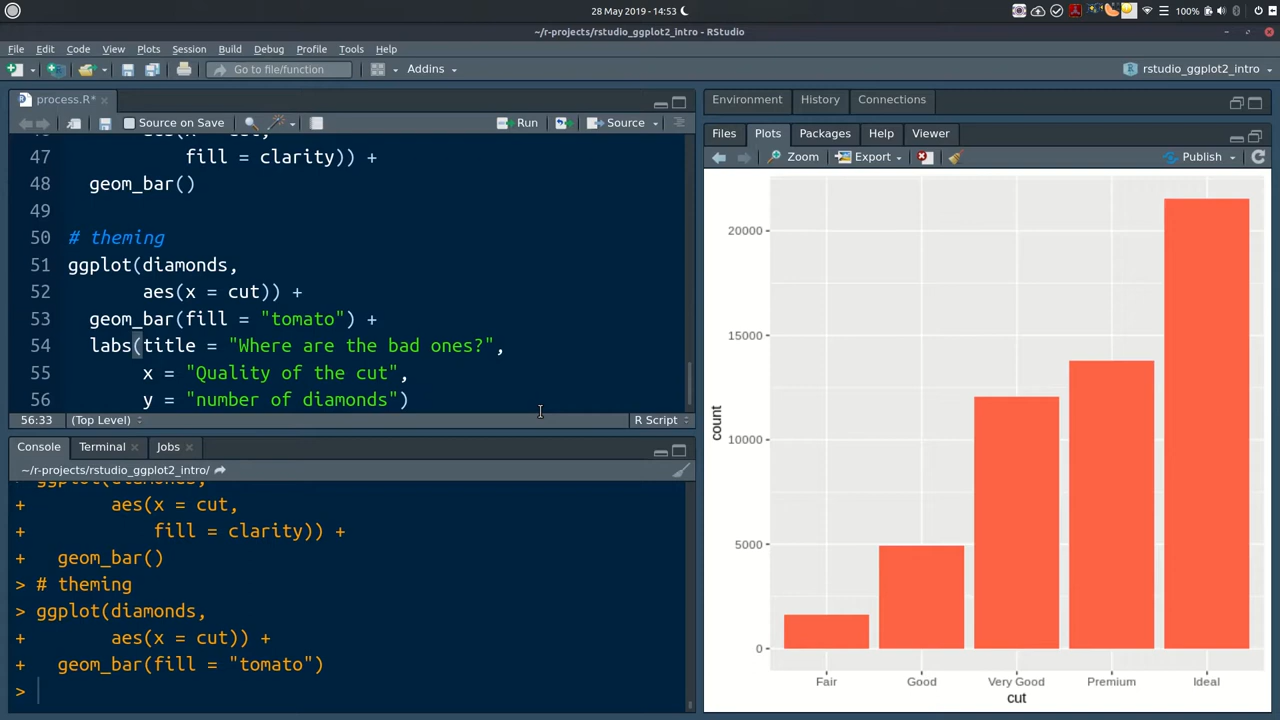 28 May 2019 - 14:53
100%
~/r-projects/rstudio_ggplot2_intro - RStudio
File Edit Code View Plots Session Build Debug Profile Tools Help
Go to file/function Addins rstudio_ggplot2_intro
process.R*
Source on Save Run Source
47 fill = clarity)) +
48 geom_bar()
49
50 # theming
51 ggplot(diamonds,
52 aes(x = cut)) +
53 geom_bar(fill = "tomato") +
54 labs(title = "Where are the bad ones?",
55 x = "Quality of the cut",
56 y = "number of diamonds")
56:33 (Top Level) R Script
Console Terminal Jobs
~/r-projects/rstudio_ggplot2_intro/
ggplot(diamonds,
+ aes(x = cut,
+ fill = clarity)) +
+ geom_bar()
> # theming
> ggplot(diamonds,
+ aes(x = cut)) +
+ geom_bar(fill = "tomato")
>
Environment History Connections
Files Plots Packages Help Viewer
Zoom Export Publish
20000
15000
10000
5000
0
count
Fair Good Very Good Premium Ideal
cut